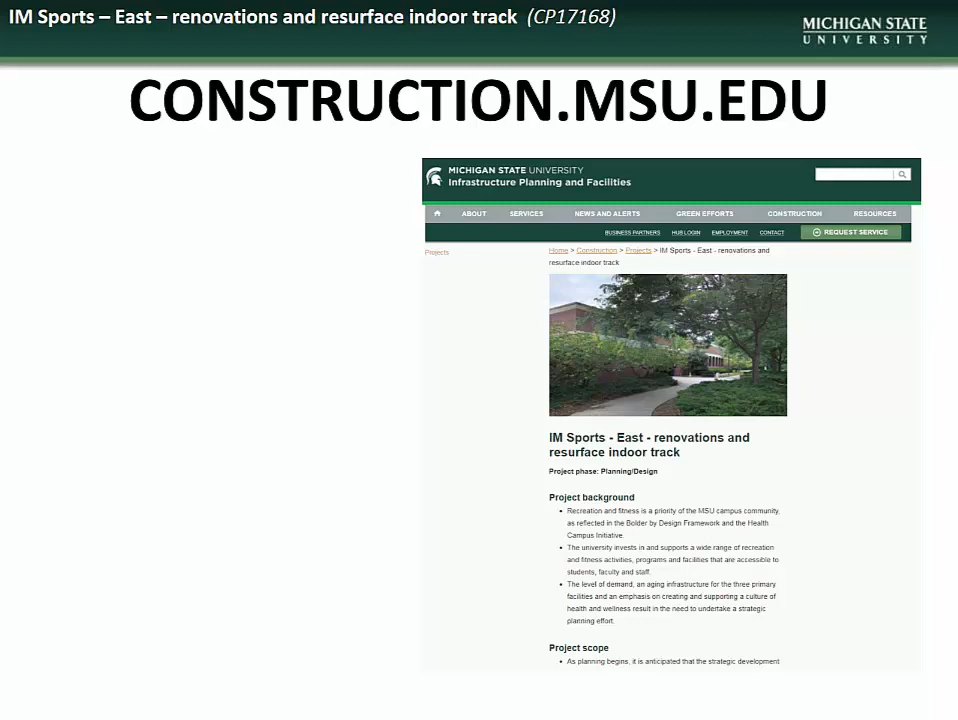 IM Sports – East – renovations and resurface indoor track (CP17168)
MICHIGAN STATE
UNIVERSITY
CONSTRUCTION.MSU.EDU
MICHIGAN STATE UNIVERSITY
Infrastructure Planning and Facilities
ABOUT SERVICES NEWS AND ALERTS GREEN EFFORTS CONSTRUCTION RESOURCES
BUSINESS PARTNERS HUB LOGIN EMPLOYMENT CONTACT REQUEST SERVICE
Projects
Home > Construction > Projects > IM Sports - East - renovations and
resurface indoor track
IM Sports - East - renovations and
resurface indoor track
Project phase: Planning/Design
Project background
• Recreation and fitness is a priority of the MSU campus community,
as reflected in the Bolder by Design Framework and the Health
Campus Initiative.
• The university invests in and supports a wide range of recreation
and fitness activities, programs and facilities that are accessible to
students, faculty and staff.
• The level of demand, an aging infrastructure for the three primary
facilities and an emphasis on creating and supporting a culture of
health and wellness result in the need to undertake a strategic
planning effort.
Project scope
• As planning begins, it is anticipated that the strategic development